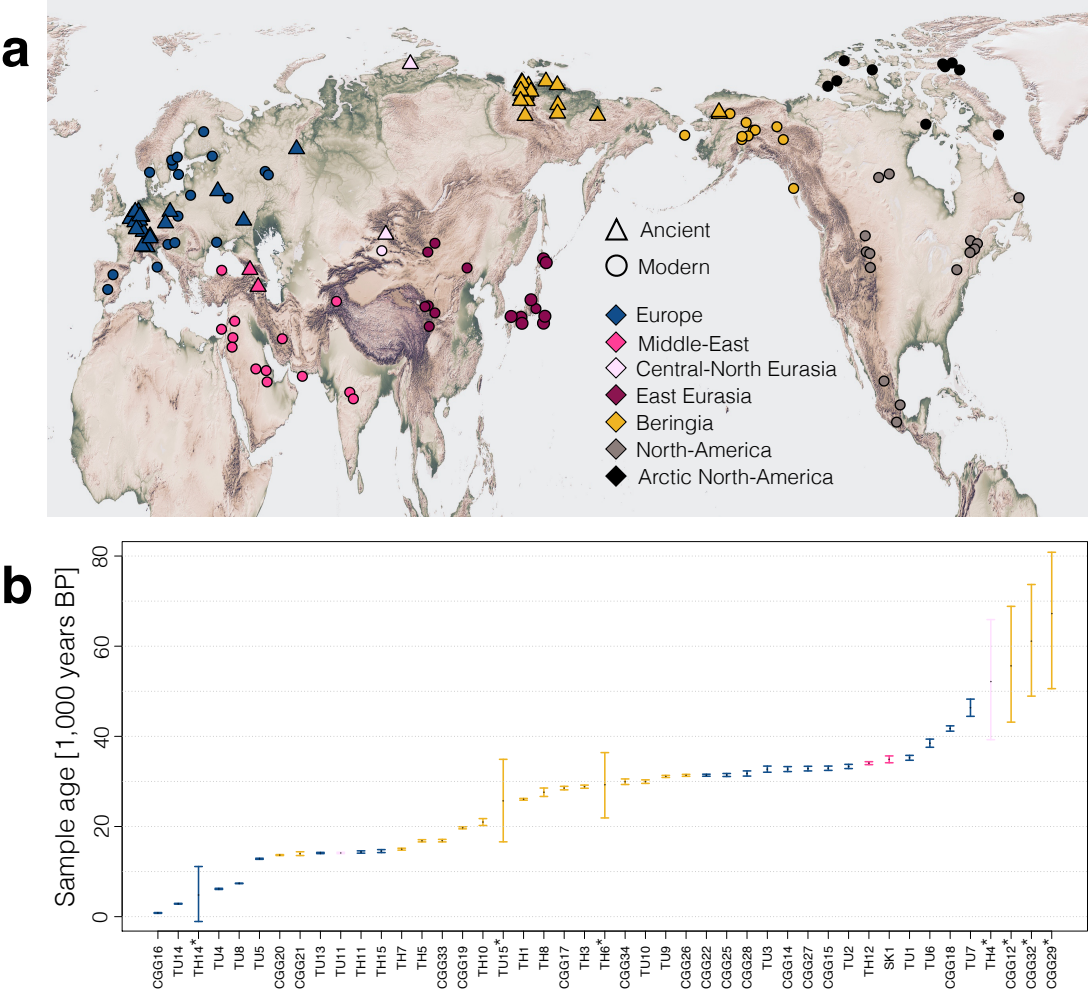 a
Ancient
Modern
Europe
Middle-East
Central-North Eurasia
East Eurasia
Beringia
North-America
Arctic North-America
b
Sample age [1,000 years BP]
80
60
40
20
0
CGG16
TU14
TH14*
TU4
TU8
TU5
CGG20
CGG21
TU13
TU11
TH11
TH15
TH7
TH5
CGG33
CGG19
TH10
TU15*
TH1
TH8
CGG17
TH3
TH6*
CGG34
TU10
TU9
CGG26
CGG22
CGG25
CGG28
TU3
CGG14
CGG27
CGG15
TU2
TH12
SK1
TU1
TU6
CGG18
TU7
TH4*
CGG12*
CGG32*
CGG29*